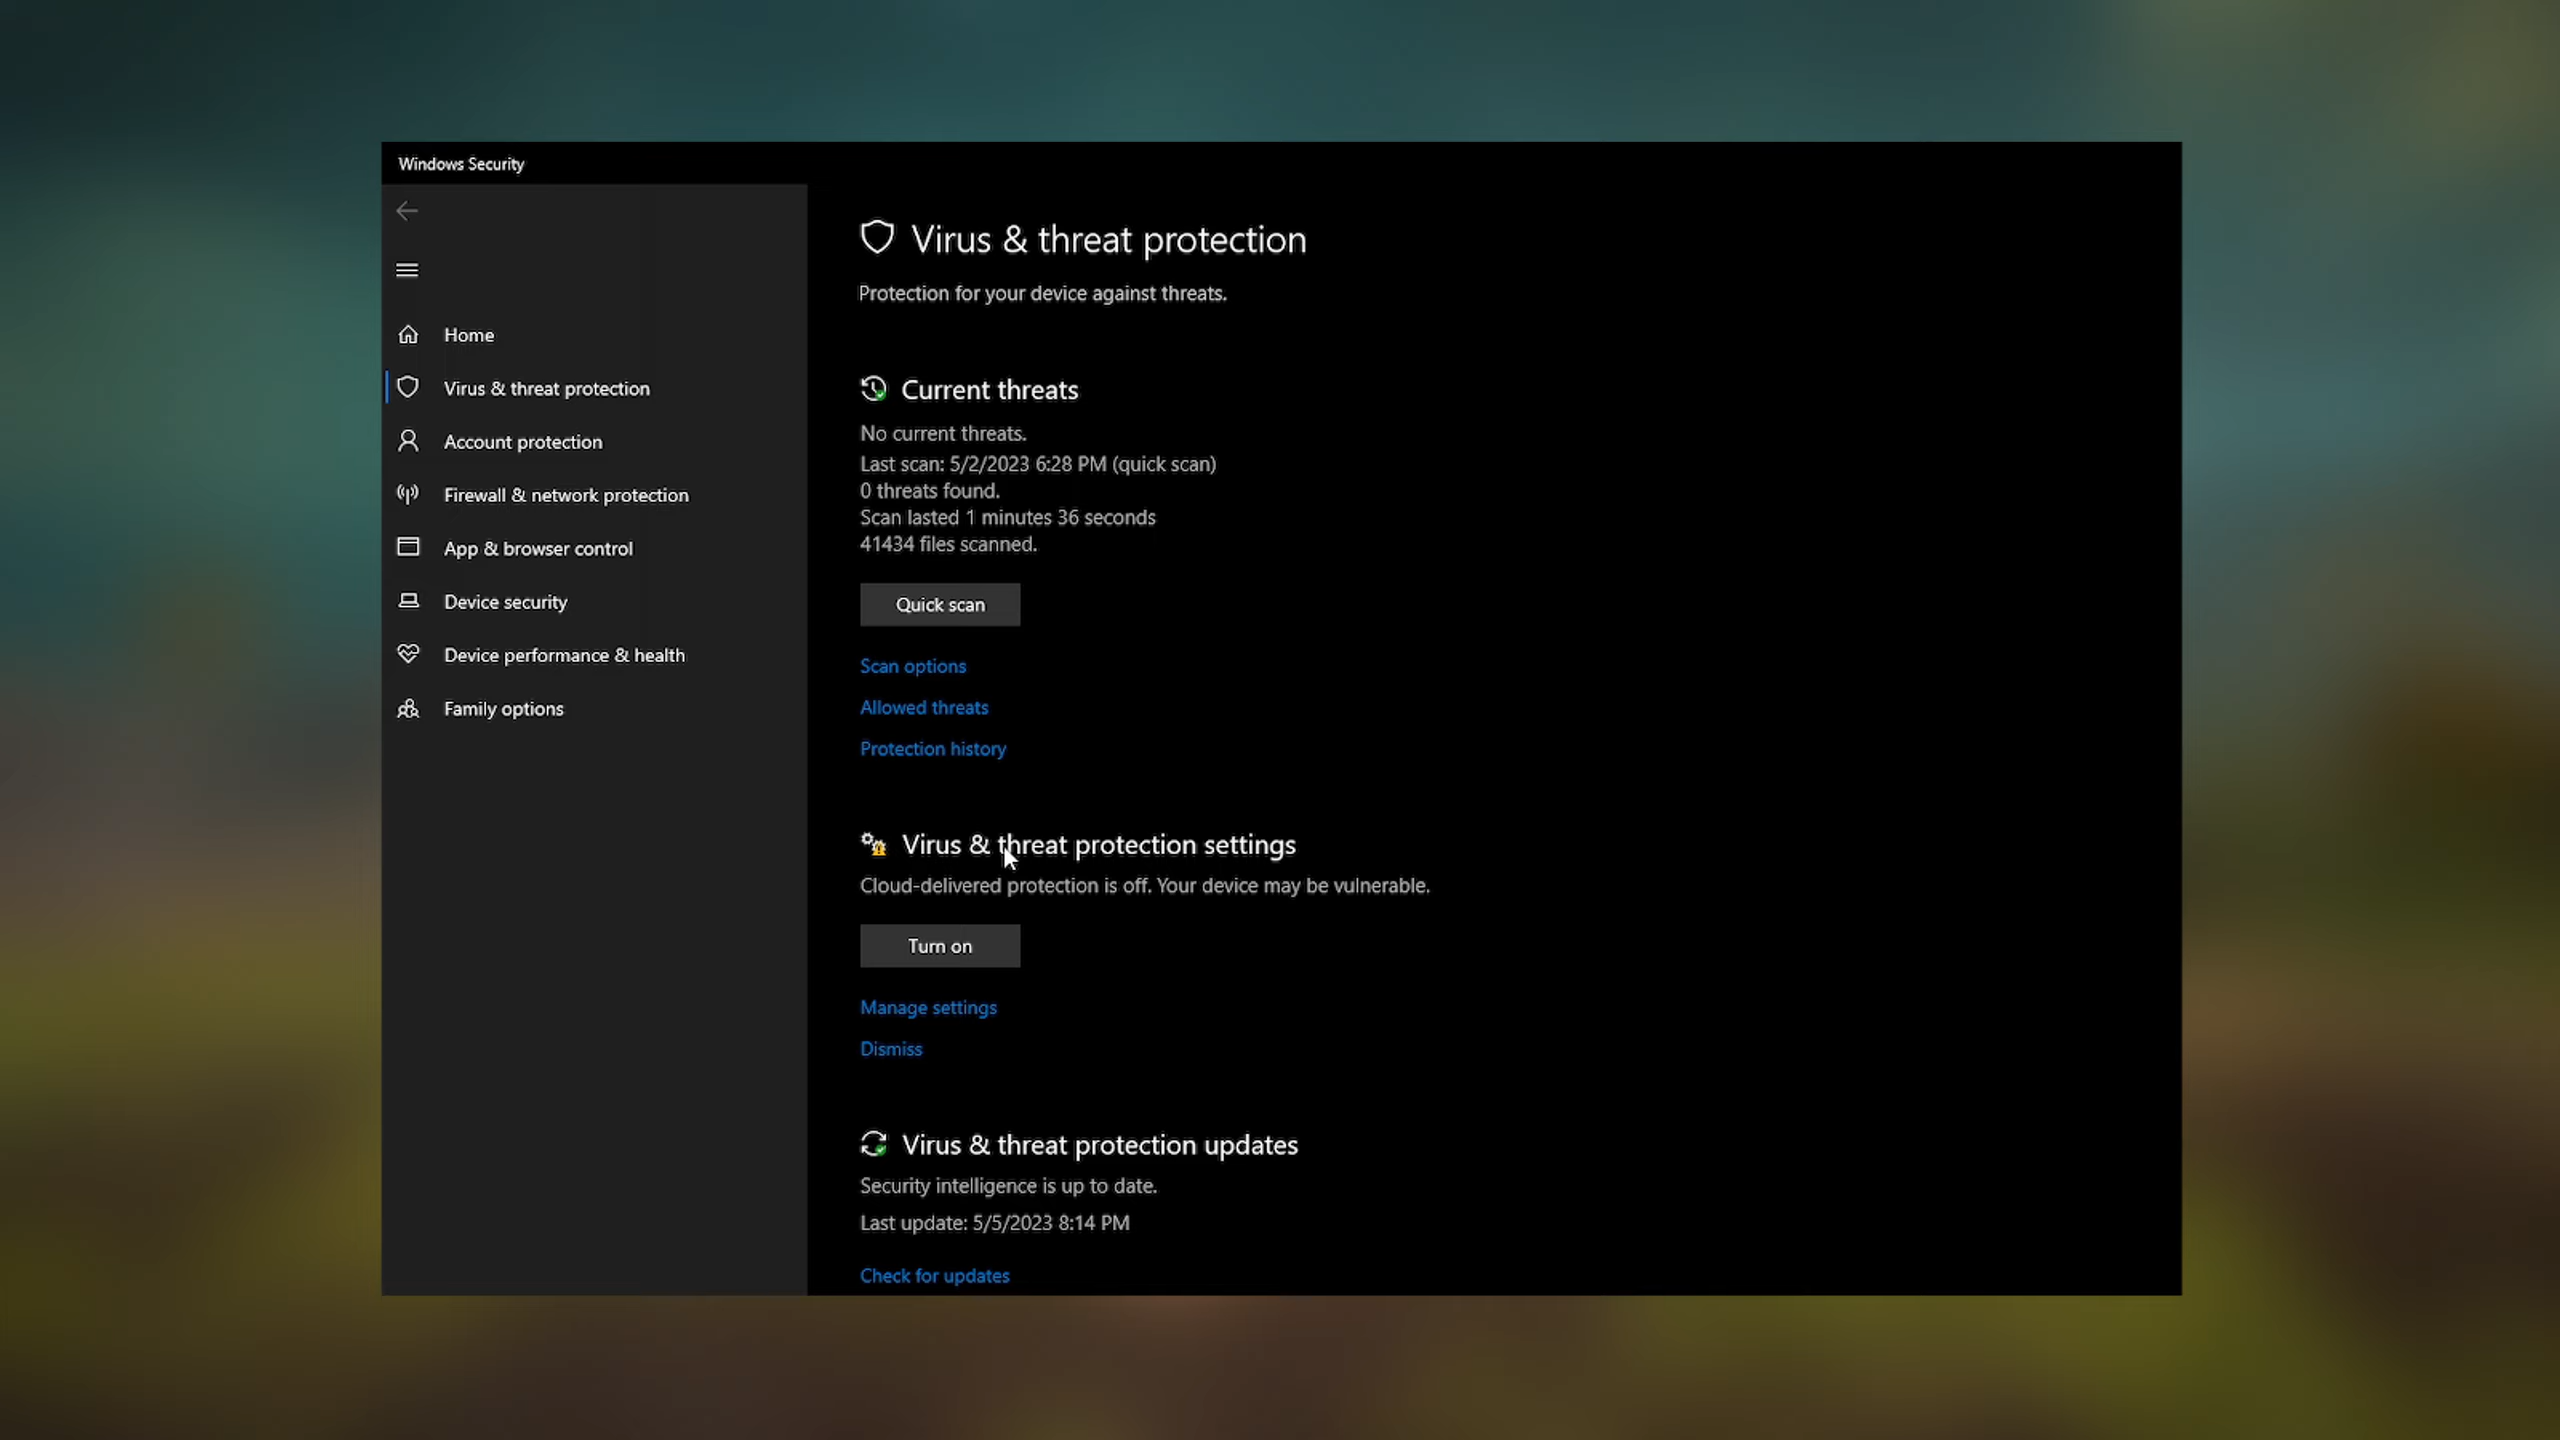 Windows Security
Home
Virus & threat protection
Account protection
Firewall & network protection
App & browser control
Device security
Device performance & health
Family options
Virus & threat protection
Protection for your device against threats.
Current threats
No current threats.
Last scan: 5/2/2023 6:28 PM (quick scan)
0 threats found.
Scan lasted 1 minutes 36 seconds
41434 files scanned.
Quick scan
Scan options
Allowed threats
Protection history
Virus & threat protection settings
Cloud-delivered protection is off. Your device may be vulnerable.
Turn on
Manage settings
Dismiss
Virus & threat protection updates
Security intelligence is up to date.
Last update: 5/5/2023 8:14 PM
Check for updates